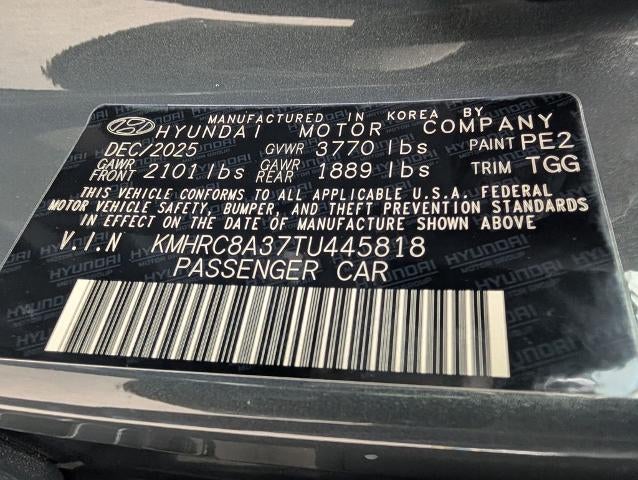 MANUFACTURED IN KOREA BY
HYUNDAI MOTOR COMPANY
DEC/2025 GVWR 3770 lbs PAINT PE2
GAWR FRONT 2101 lbs GAWR REAR 1889 lbs TRIM TGG
THIS VEHICLE CONFORMS TO ALL APPLICABLE U.S.A. FEDERAL
MOTOR VEHICLE SAFETY, BUMPER, AND THEFT PREVENTION STANDARDS
IN EFFECT ON THE DATE OF MANUFACTURE SHOWN ABOVE
V.I.N KMHRC8A37TU445818
PASSENGER CAR